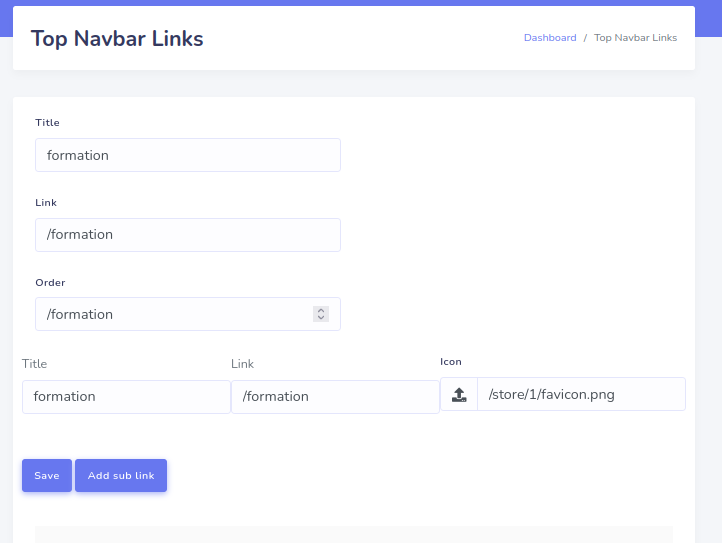 Top Navbar Links
Dashboard / Top Navbar Links
Title
formation
Link
/formation
Order
/formation
Title Link Icon
formation /formation /store/1/favicon.png
Save Add sub link